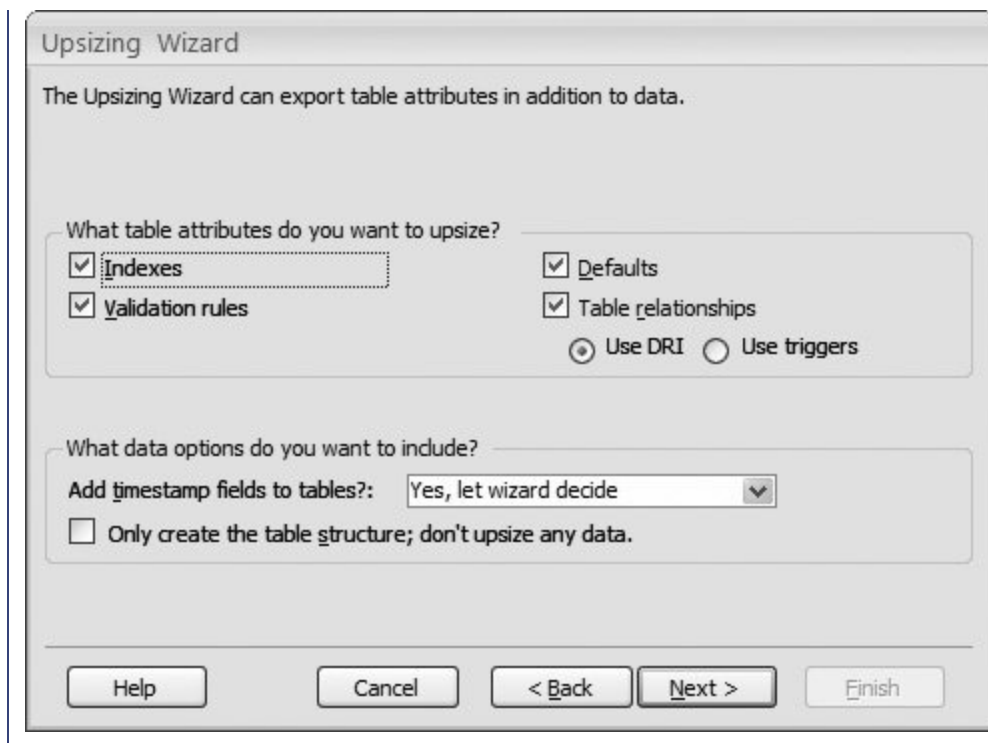 Upsizing Wizard
The Upsizing Wizard can export table attributes in addition to data.
What table attributes do you want to upsize?
Indexes
Defaults
Validation rules
Table relationships
Use DRI
Use triggers
What data options do you want to include?
Add timestamp fields to tables?:
Yes, let wizard decide
Only create the table structure; don't upsize any data.
Help
Cancel
< Back
Next >
Finish